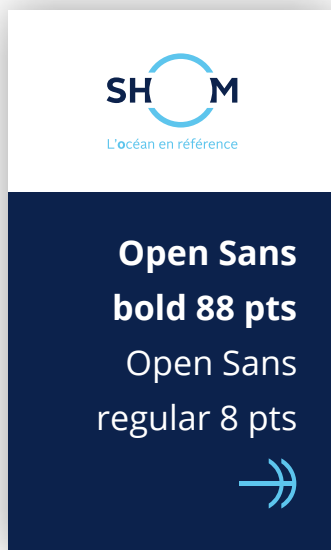 SHOM
L'océan en référence
Open Sans
bold 88 pts
Open Sans
regular 8 pts